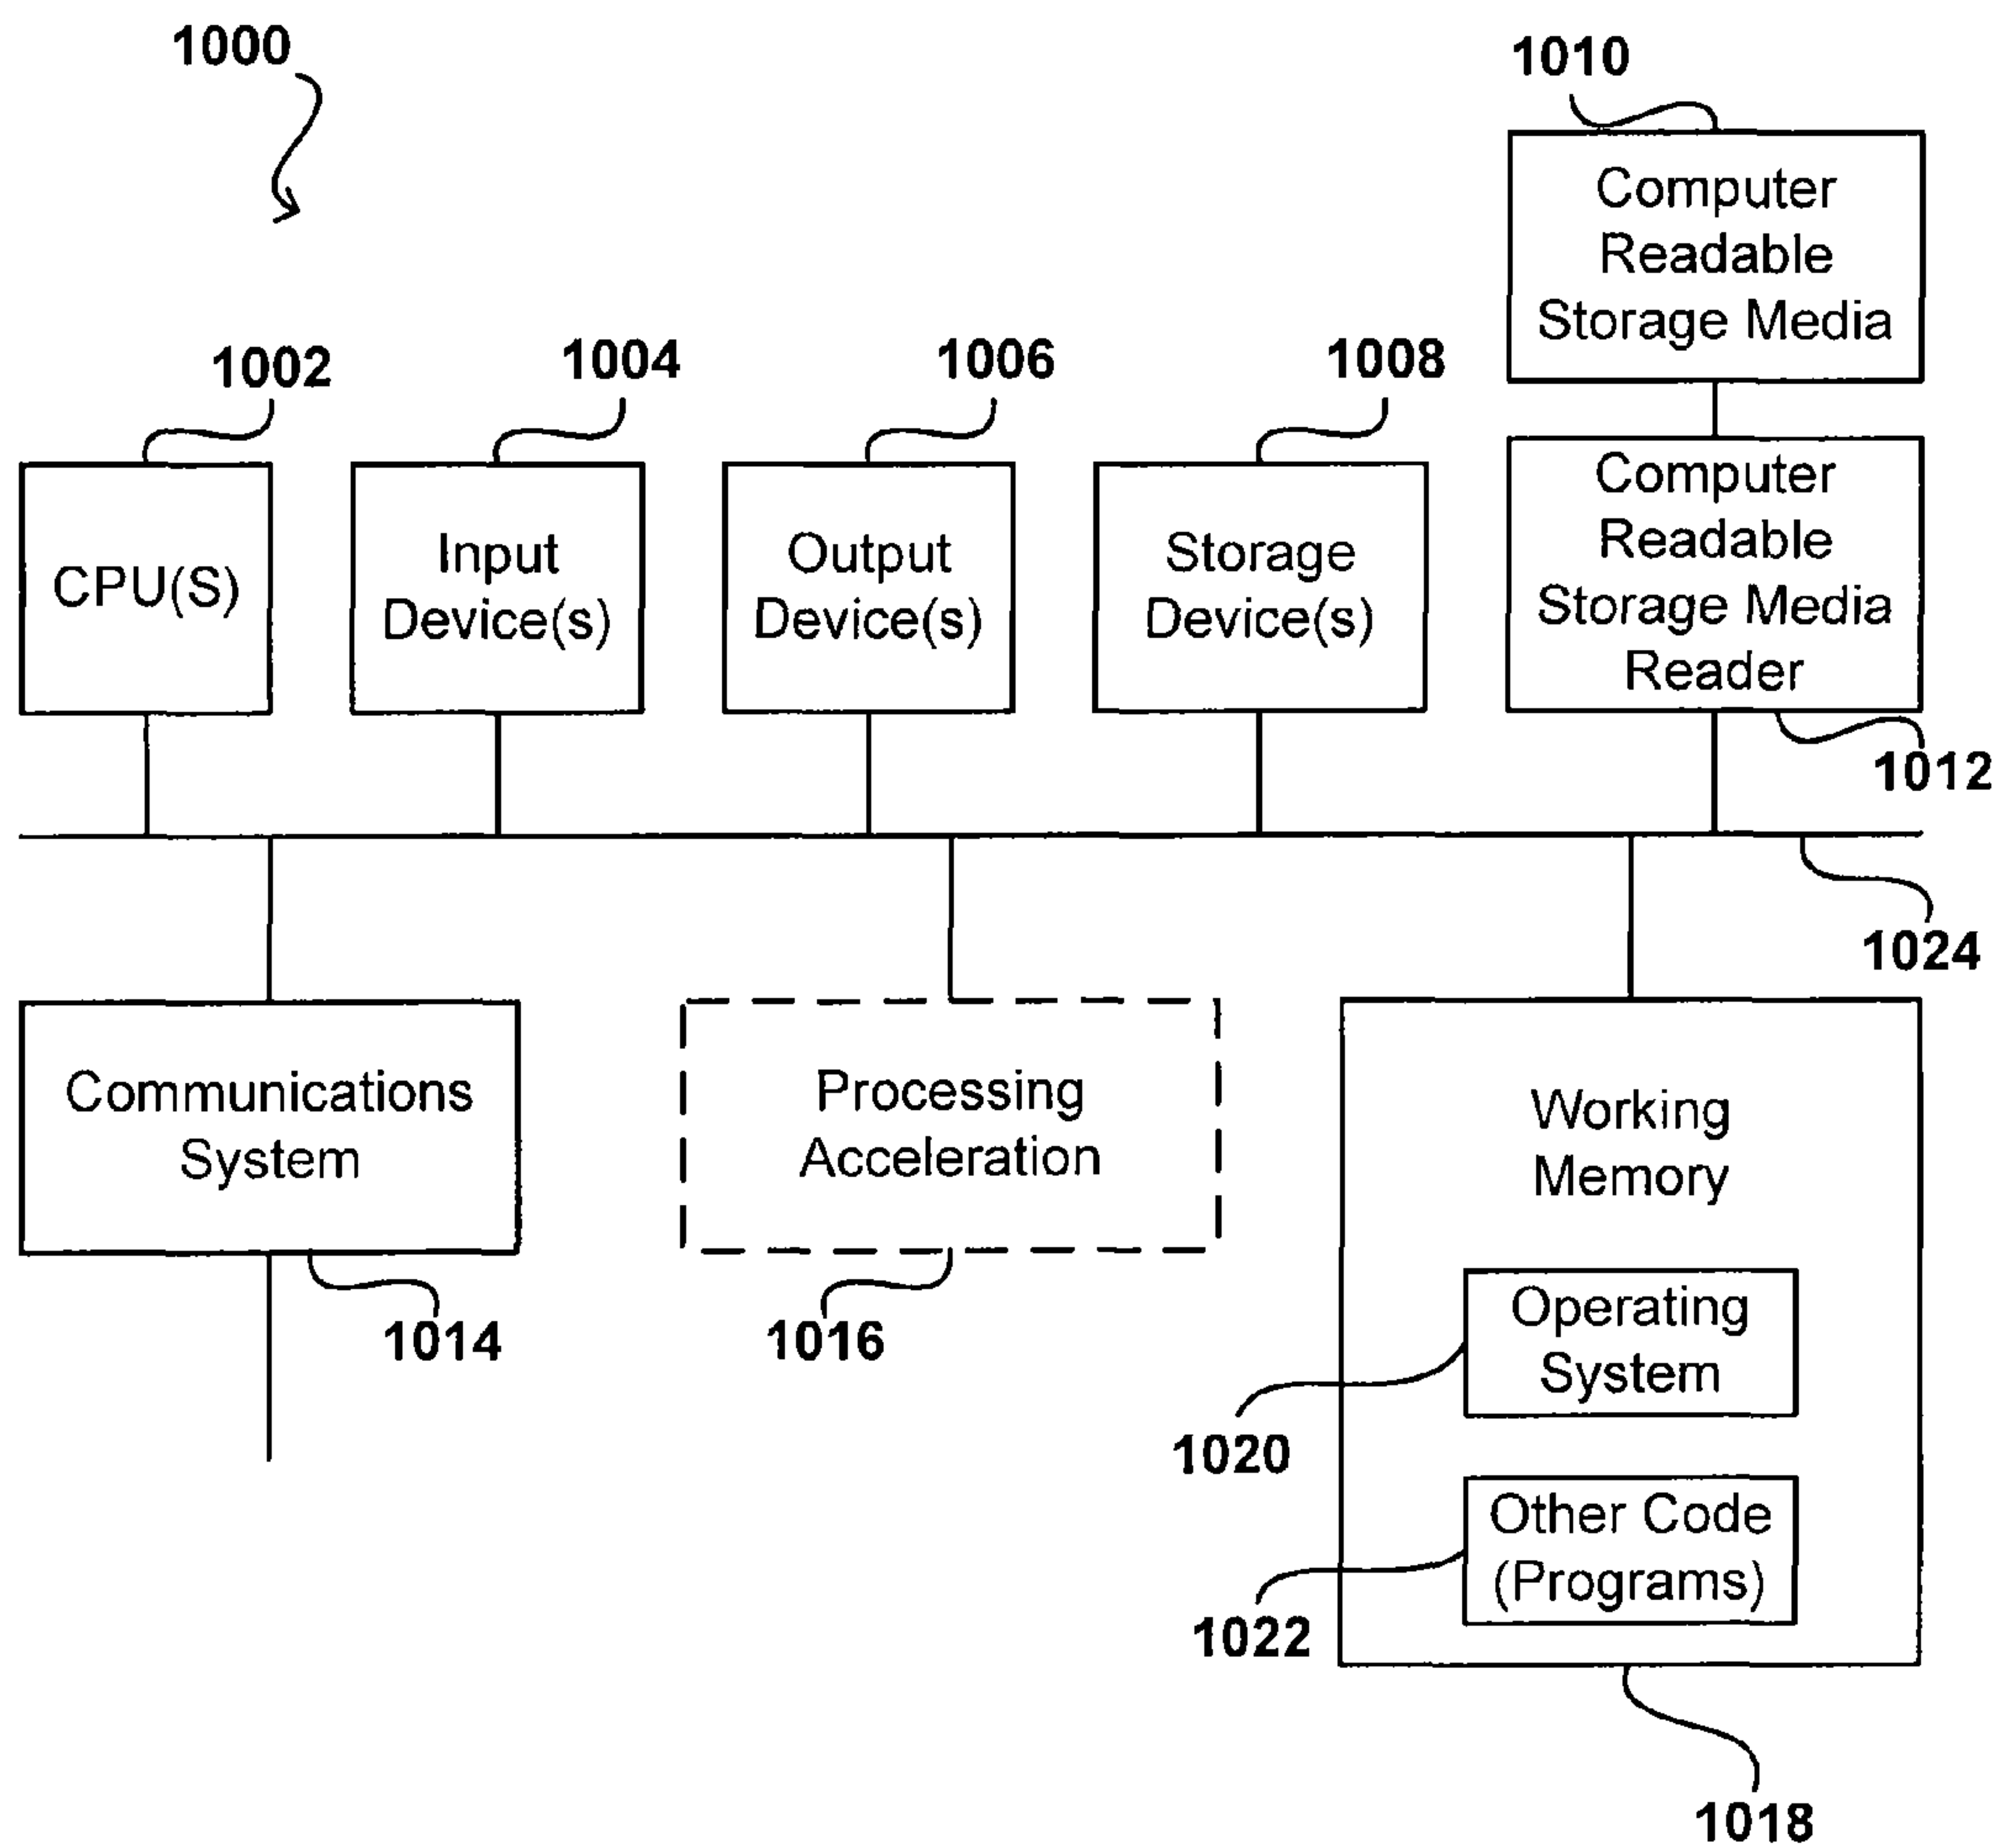 1000
1010
Computer
Readable
Storage Media
1002
1004
1006
1008
CPU(S)
Input
Device(s)
Output
Device(s)
Storage
Device(s)
Computer
Readable
Storage Media
Reader
1012
1024
Communications
System
1014
Processing
Acceleration
1016
Working
Memory
Operating
System
1020
Other Code
(Programs)
1022
1018